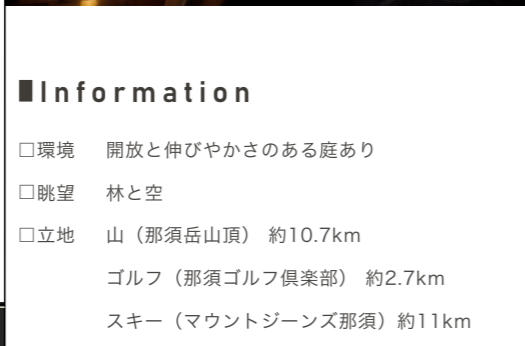 ■Information
□環境　開放と伸びやかさのある庭あり
□眺望　林と空
□立地　山（那須岳山頂） 約10.7km
ゴルフ（那須ゴルフ倶楽部） 約2.7km
スキー（マウントジーンズ那須）約11km